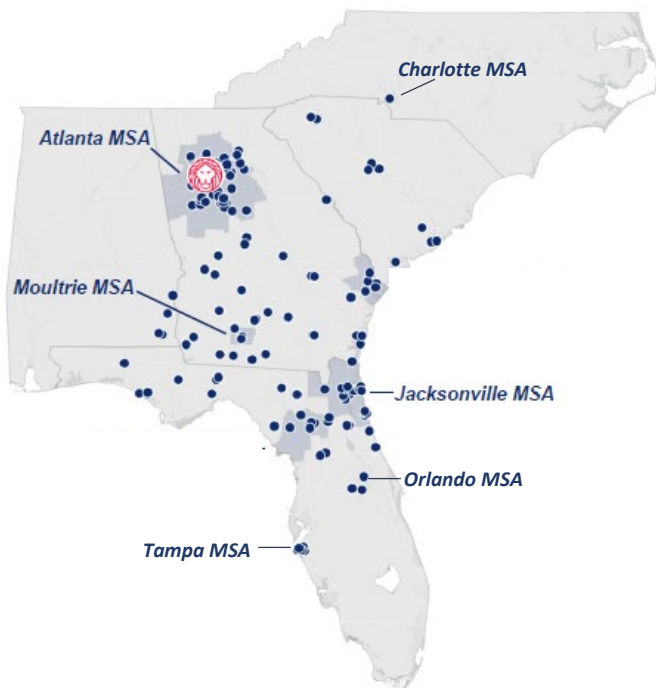 Charlotte MSA
Atlanta MSA
Moultrie MSA
Jacksonville MSA
Orlando MSA
Tampa MSA